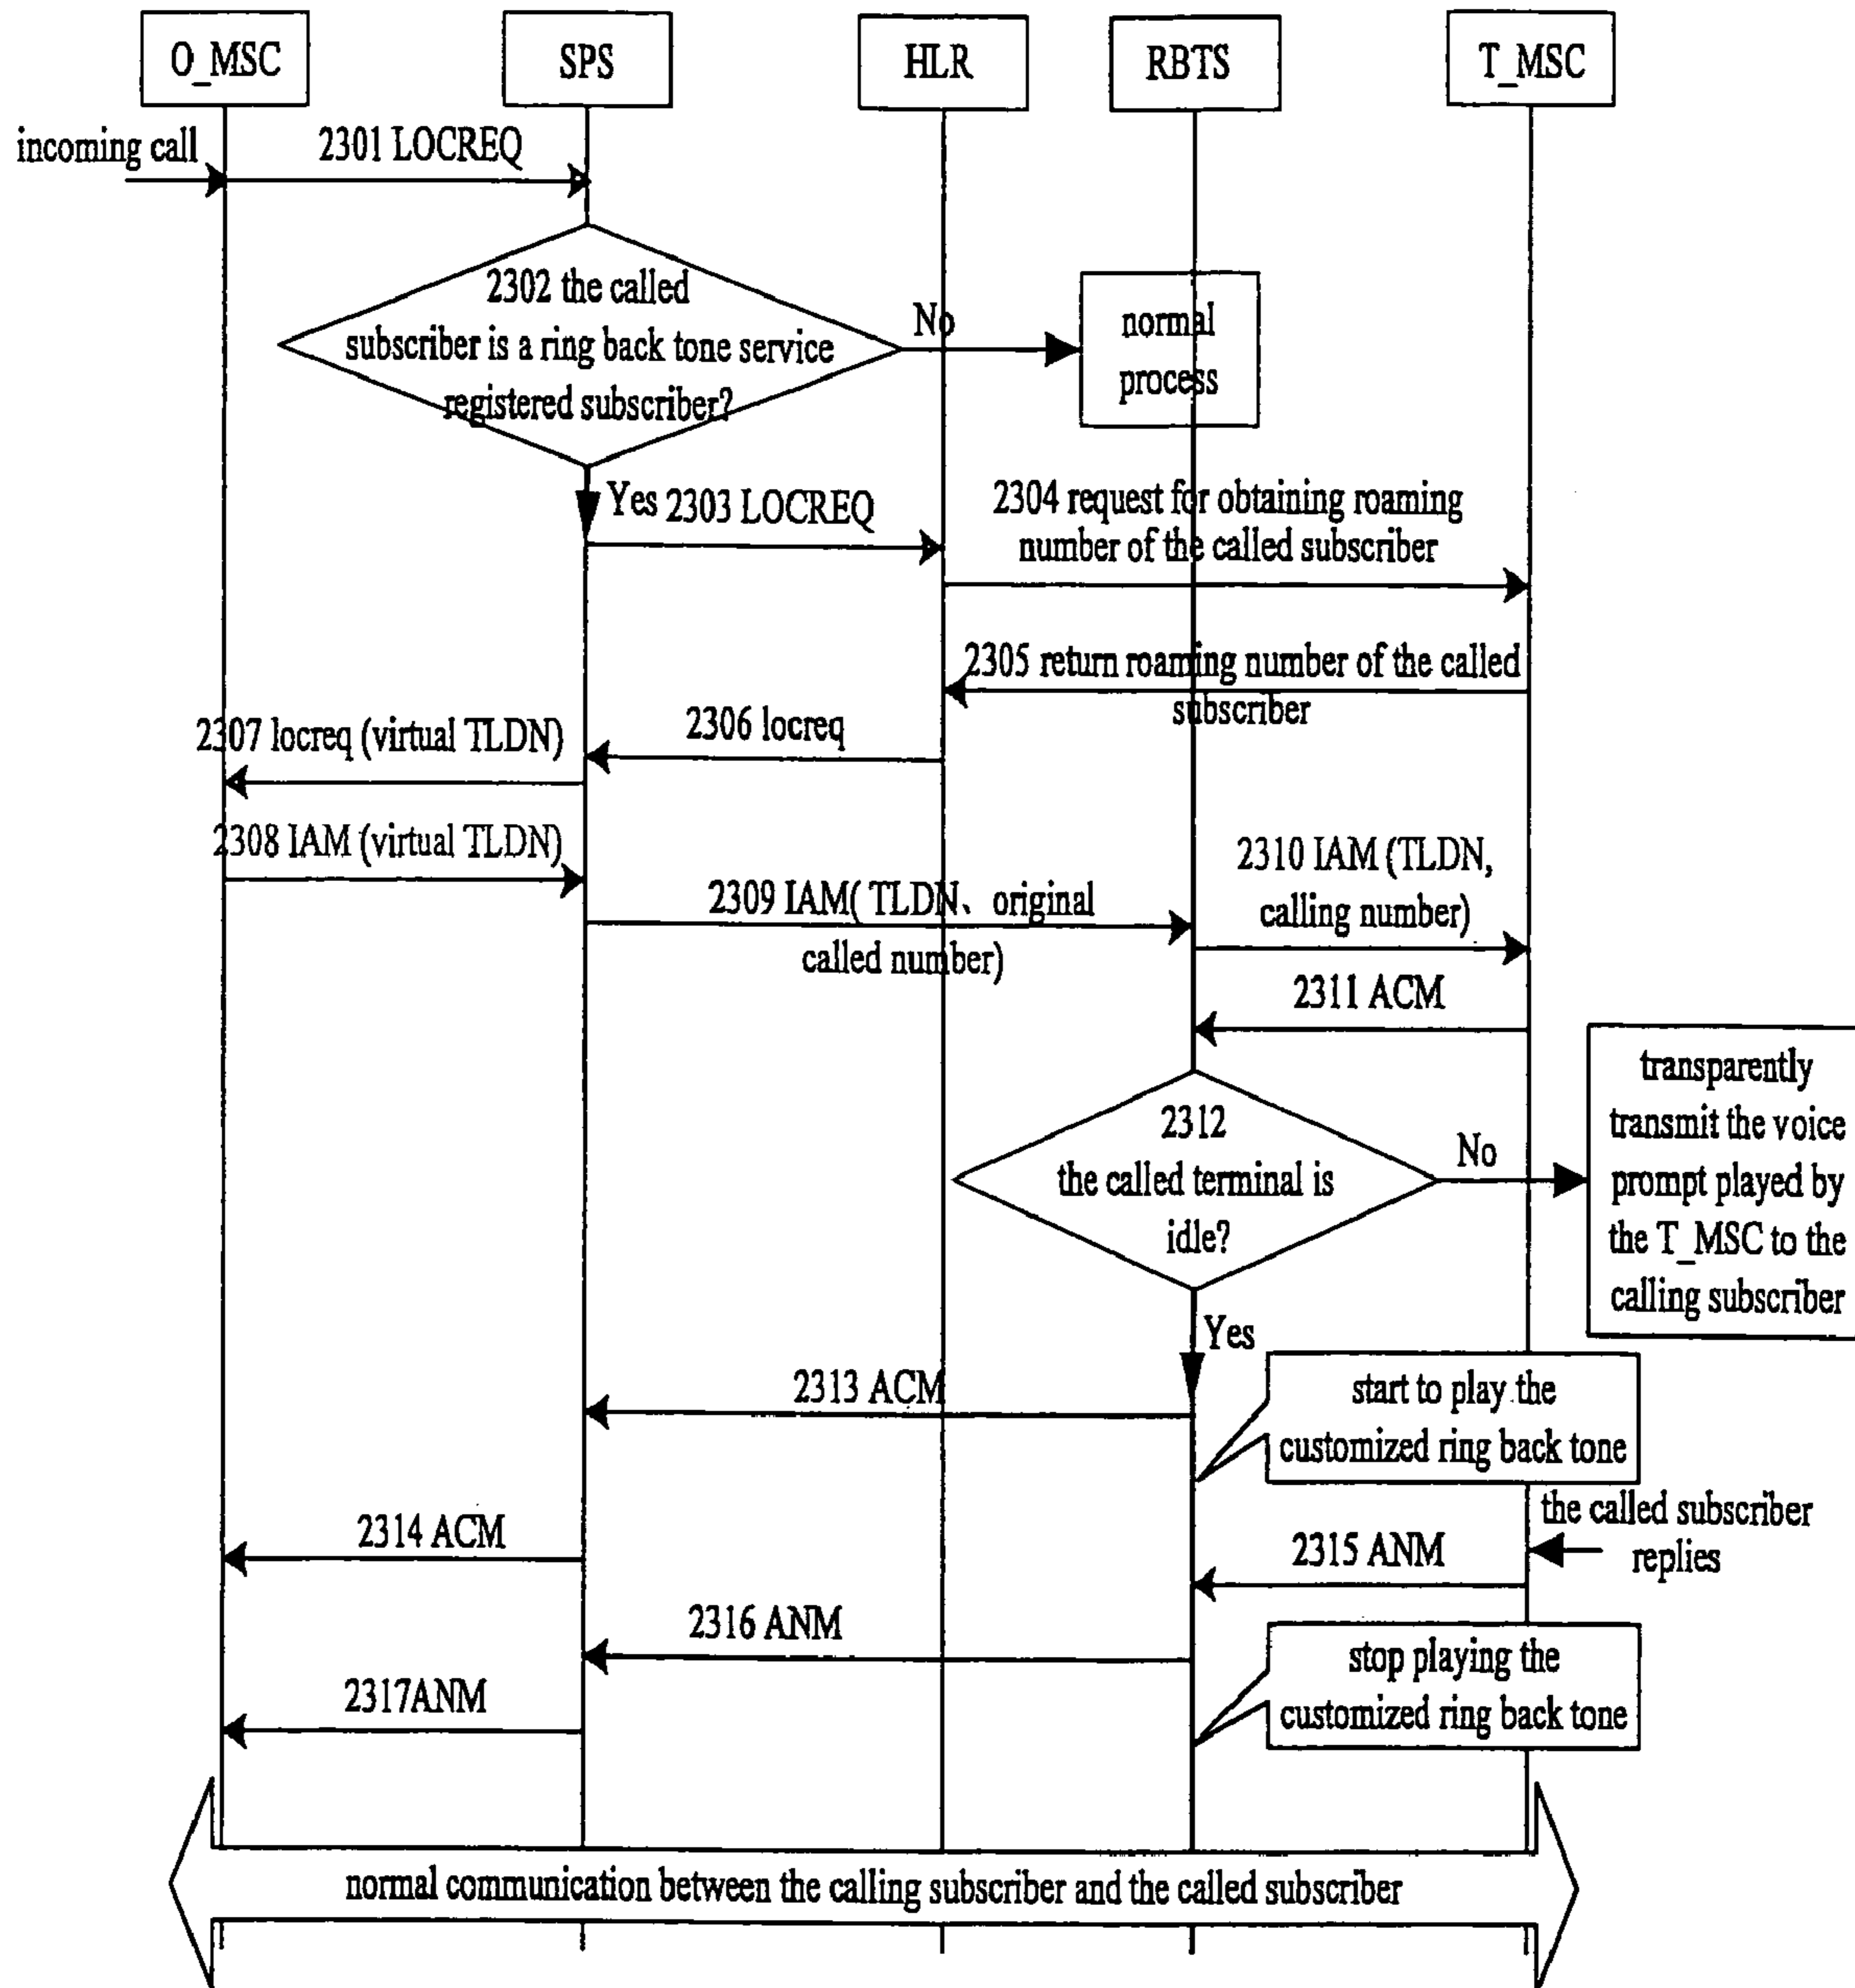 O_MSC
SPS
HLR
RBTS
T_MSC
incoming call
2301 LOCREQ
2302 the called
subscriber is a ring back tone service
registered subscriber?
No
normal
process
Yes
2303 LOCREQ
2304 request for obtaining roaming
number of the called subscriber
2305 return roaming number of the called
subscriber
2306 locreq
2307 locreq (virtual TLDN)
2308 IAM (virtual TLDN)
2309 IAM( TLDN、original
called number)
2310 IAM (TLDN,
calling number)
2311 ACM
2312
the called terminal is
idle?
No
transparently
transmit the voice
prompt played by
the T_MSC to the
calling subscriber
Yes
2313 ACM
start to play the
customized ring back tone
2314 ACM
the called subscriber
replies
2315 ANM
2316 ANM
stop playing the
customized ring back tone
2317ANM
normal communication between the calling subscriber and the called subscriber